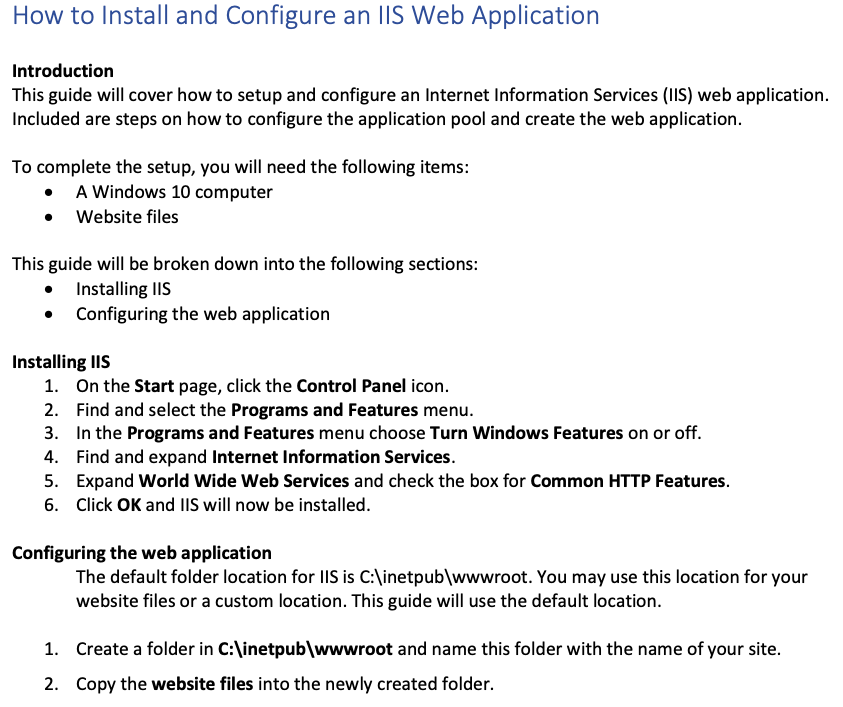 How to Install and Configure an IIS Web Application
Introduction
This guide will cover how to setup and configure an Internet Information Services (IIS) web application.
Included are steps on how to configure the application pool and create the web application.
To complete the setup, you will need the following items:
• A Windows 10 computer
• Website files
This guide will be broken down into the following sections:
• Installing IIS
• Configuring the web application
Installing IIS
1. On the Start page, click the Control Panel icon.
2. Find and select the Programs and Features menu.
3. In the Programs and Features menu choose Turn Windows Features on or off.
4. Find and expand Internet Information Services.
5. Expand World Wide Web Services and check the box for Common HTTP Features.
6. Click OK and IIS will now be installed.
Configuring the web application
The default folder location for IIS is C:\inetpub\wwwroot. You may use this location for your
website files or a custom location. This guide will use the default location.
1. Create a folder in C:\inetpub\wwwroot and name this folder with the name of your site.
2. Copy the website files into the newly created folder.